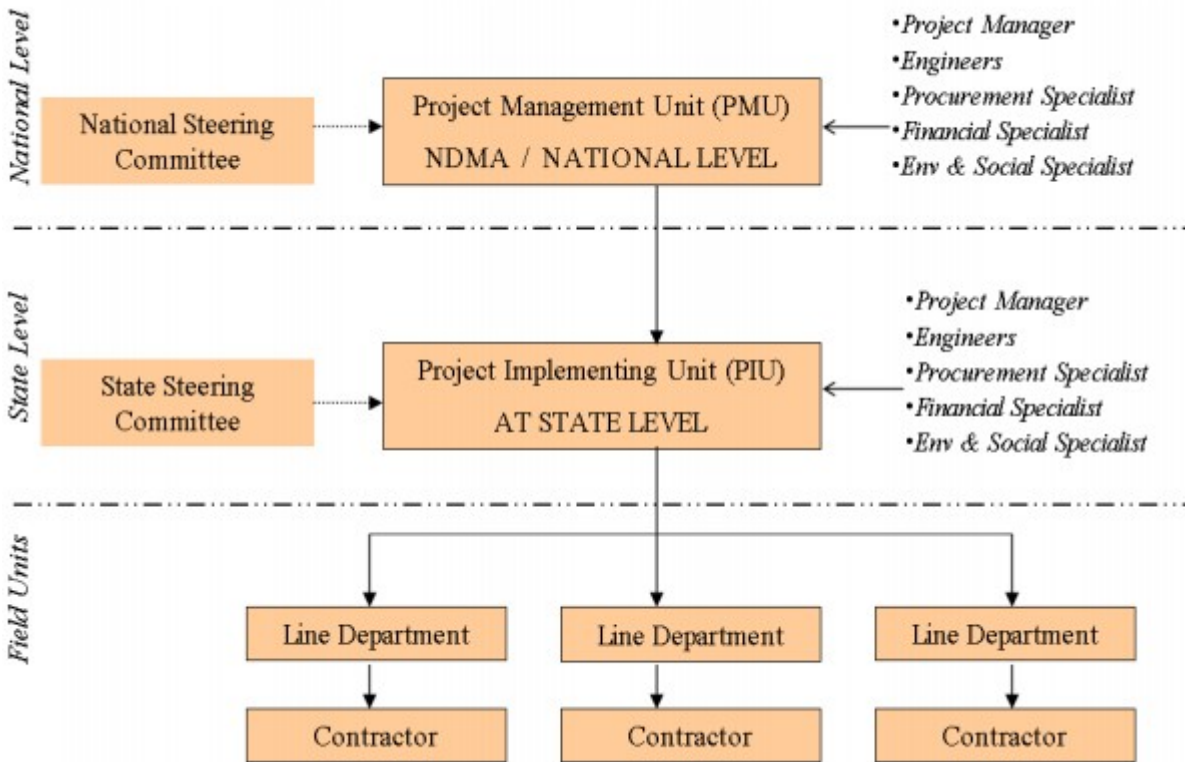 National Level
National Steering
Committee
Project Management Unit (PMU)
NDMA / NATIONAL LEVEL
•Project Manager
•Engineers
•Procurement Specialist
•Financial Specialist
•Env & Social Specialist
State Level
State Steering
Committee
Project Implementing Unit (PIU)
AT STATE LEVEL
•Project Manager
•Engineers
•Procurement Specialist
•Financial Specialist
•Env & Social Specialist
Field Units
Line Department
Line Department
Line Department
Contractor
Contractor
Contractor